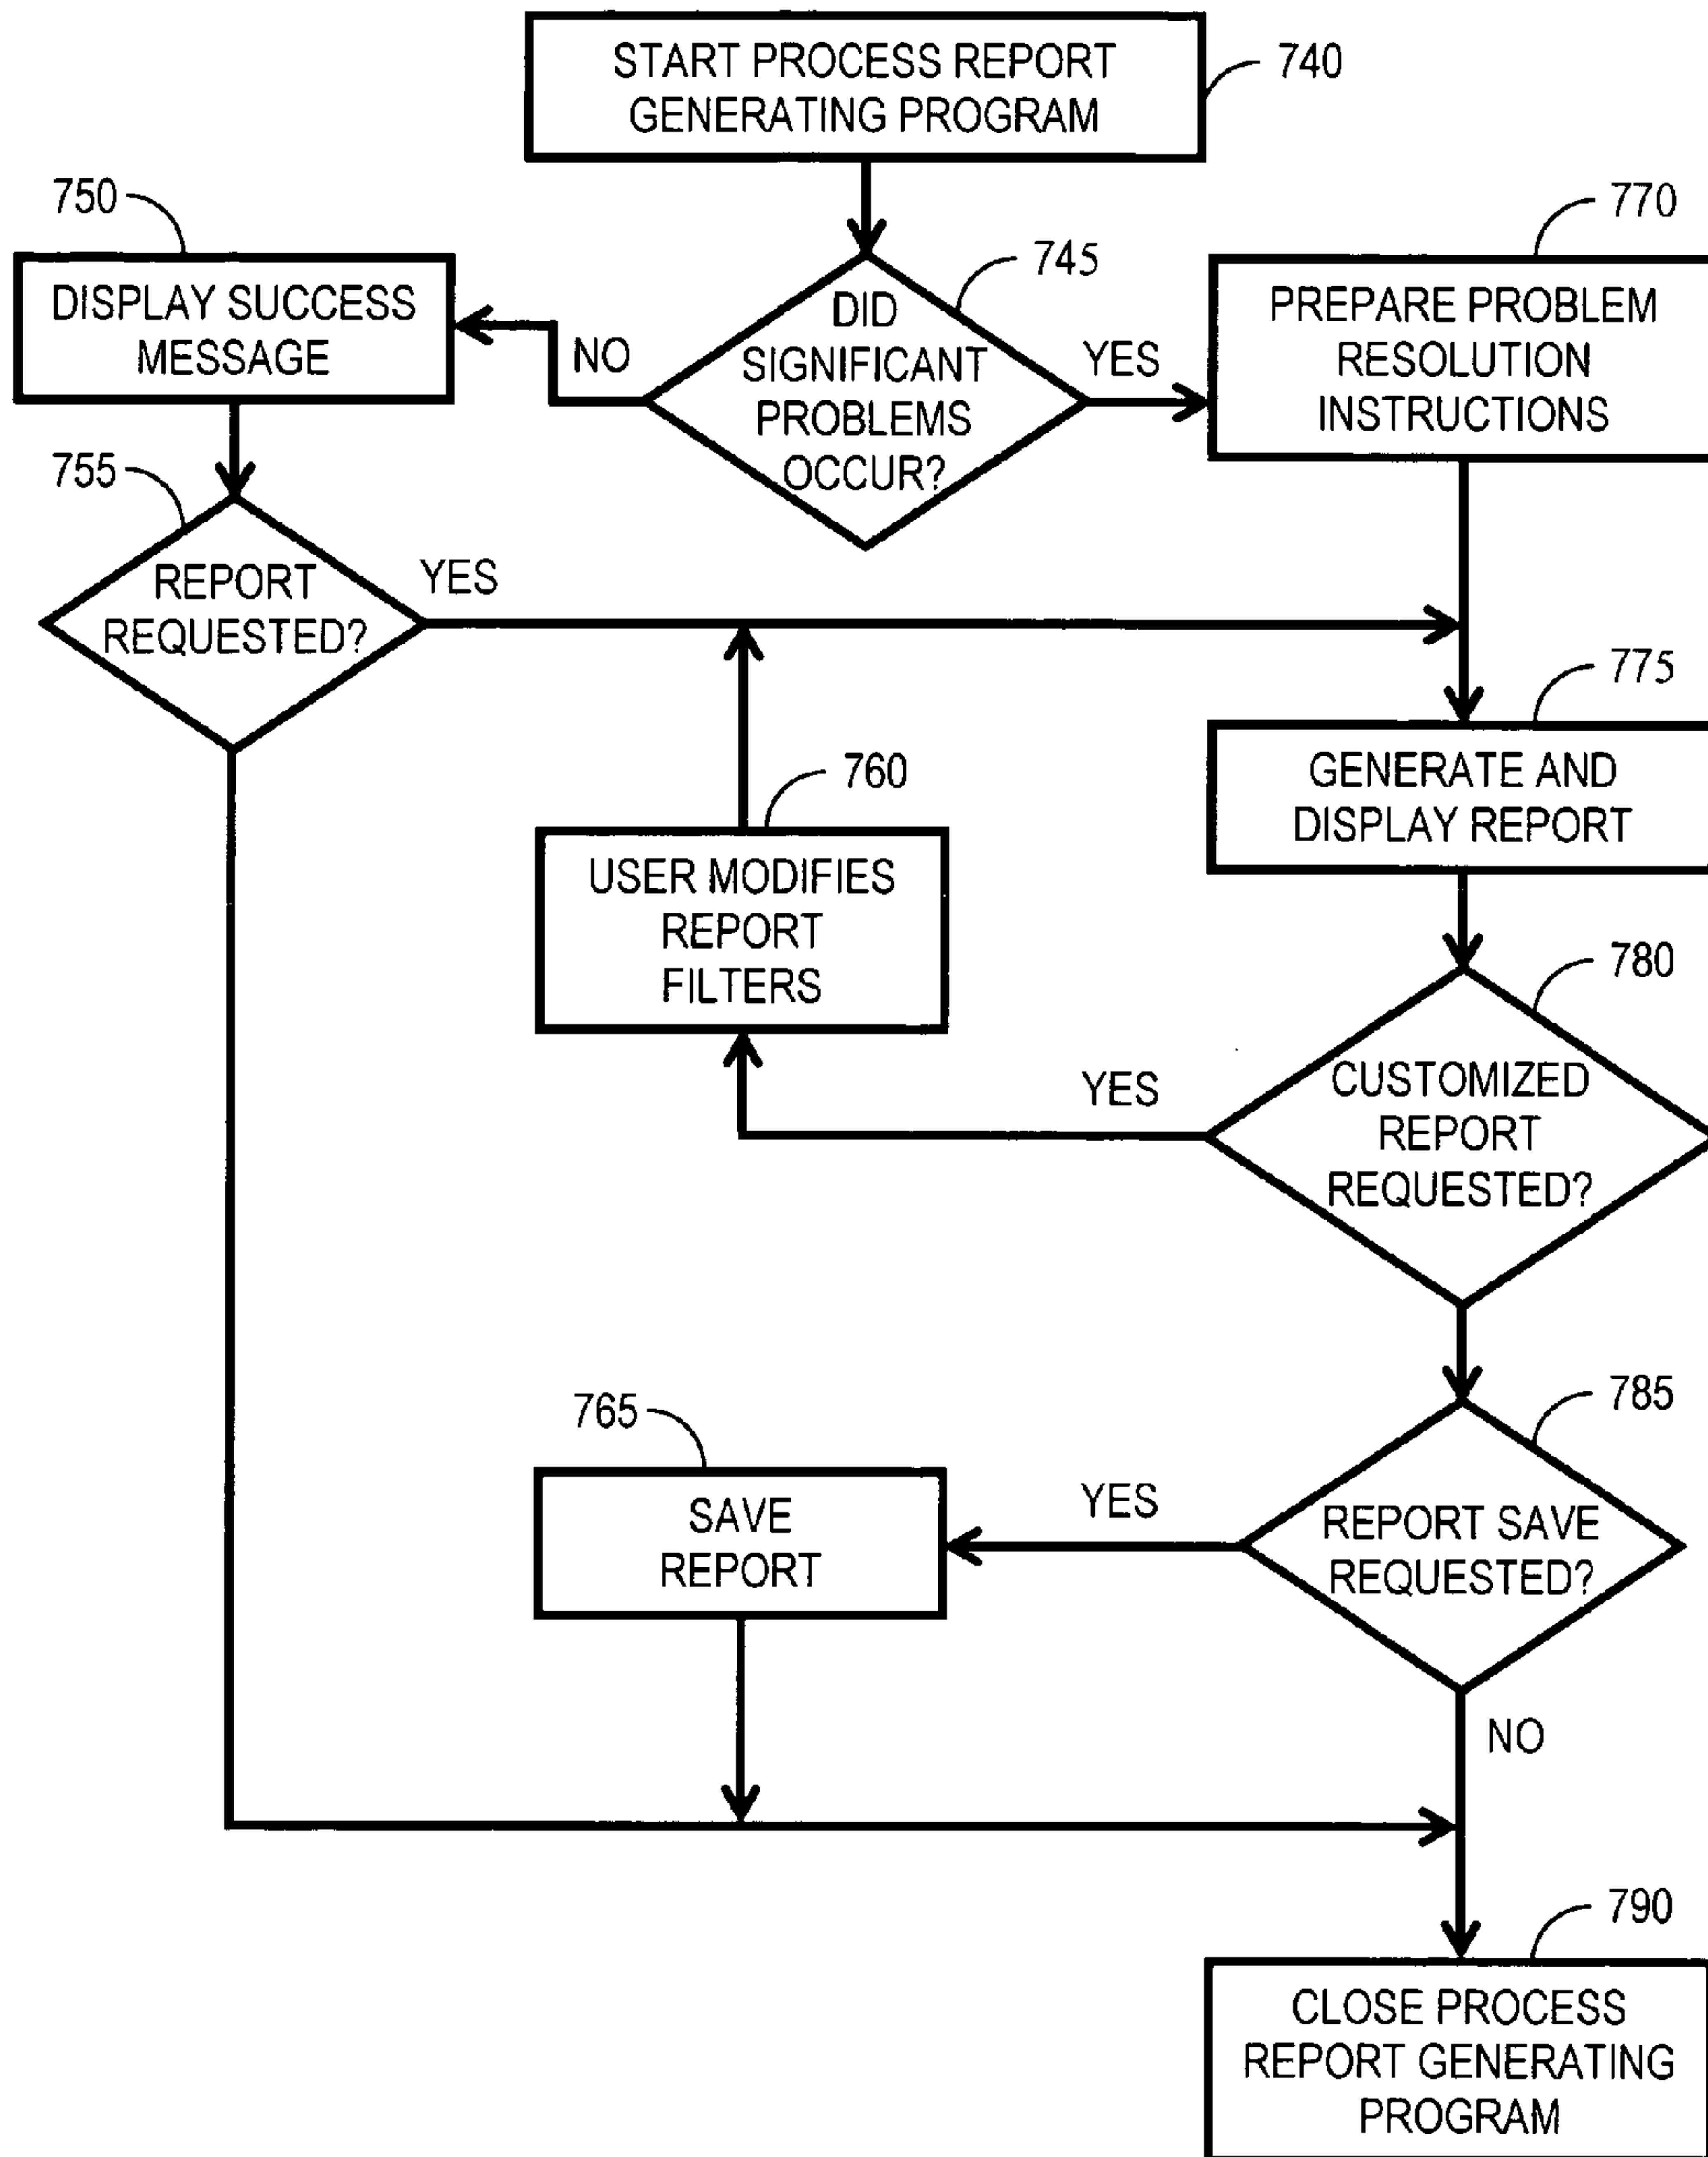 START PROCESS REPORT
GENERATING PROGRAM
740
750
770
745
DISPLAY SUCCESS
MESSAGE
NO
DID
SIGNIFICANT
PROBLEMS
OCCUR?
YES
PREPARE PROBLEM
RESOLUTION
INSTRUCTIONS
755
REPORT
REQUESTED?
YES
775
GENERATE AND
DISPLAY REPORT
760
USER MODIFIES
REPORT
FILTERS
780
YES
CUSTOMIZED
REPORT
REQUESTED?
785
765
SAVE
REPORT
YES
REPORT SAVE
REQUESTED?
NO
790
CLOSE PROCESS
REPORT GENERATING
PROGRAM